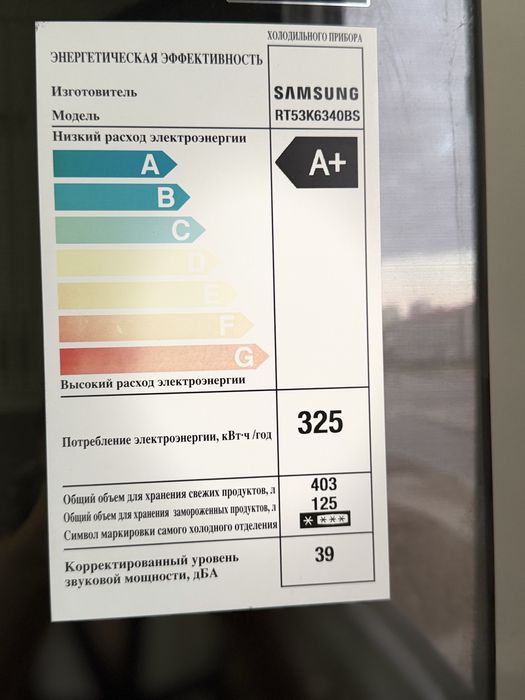 ХОЛОДИЛЬНОГО ПРИБОРА
ЭНЕРГЕТИЧЕСКАЯ ЭФФЕКТИВНОСТЬ
Изготовитель SAMSUNG
Модель RT53K6340BS
Низкий расход электроэнергии
A A+
B
C
D
E
F
G
Высокий расход электроэнергии
Потребление электроэнергии, кВт·ч /год 325
Общий объем для хранения свежих продуктов, л 403
Общий объем для хранения замороженных продуктов, л 125
Символ маркировки самого холодного отделения * ***
Корректированный уровень
звуковой мощности, дБА 39